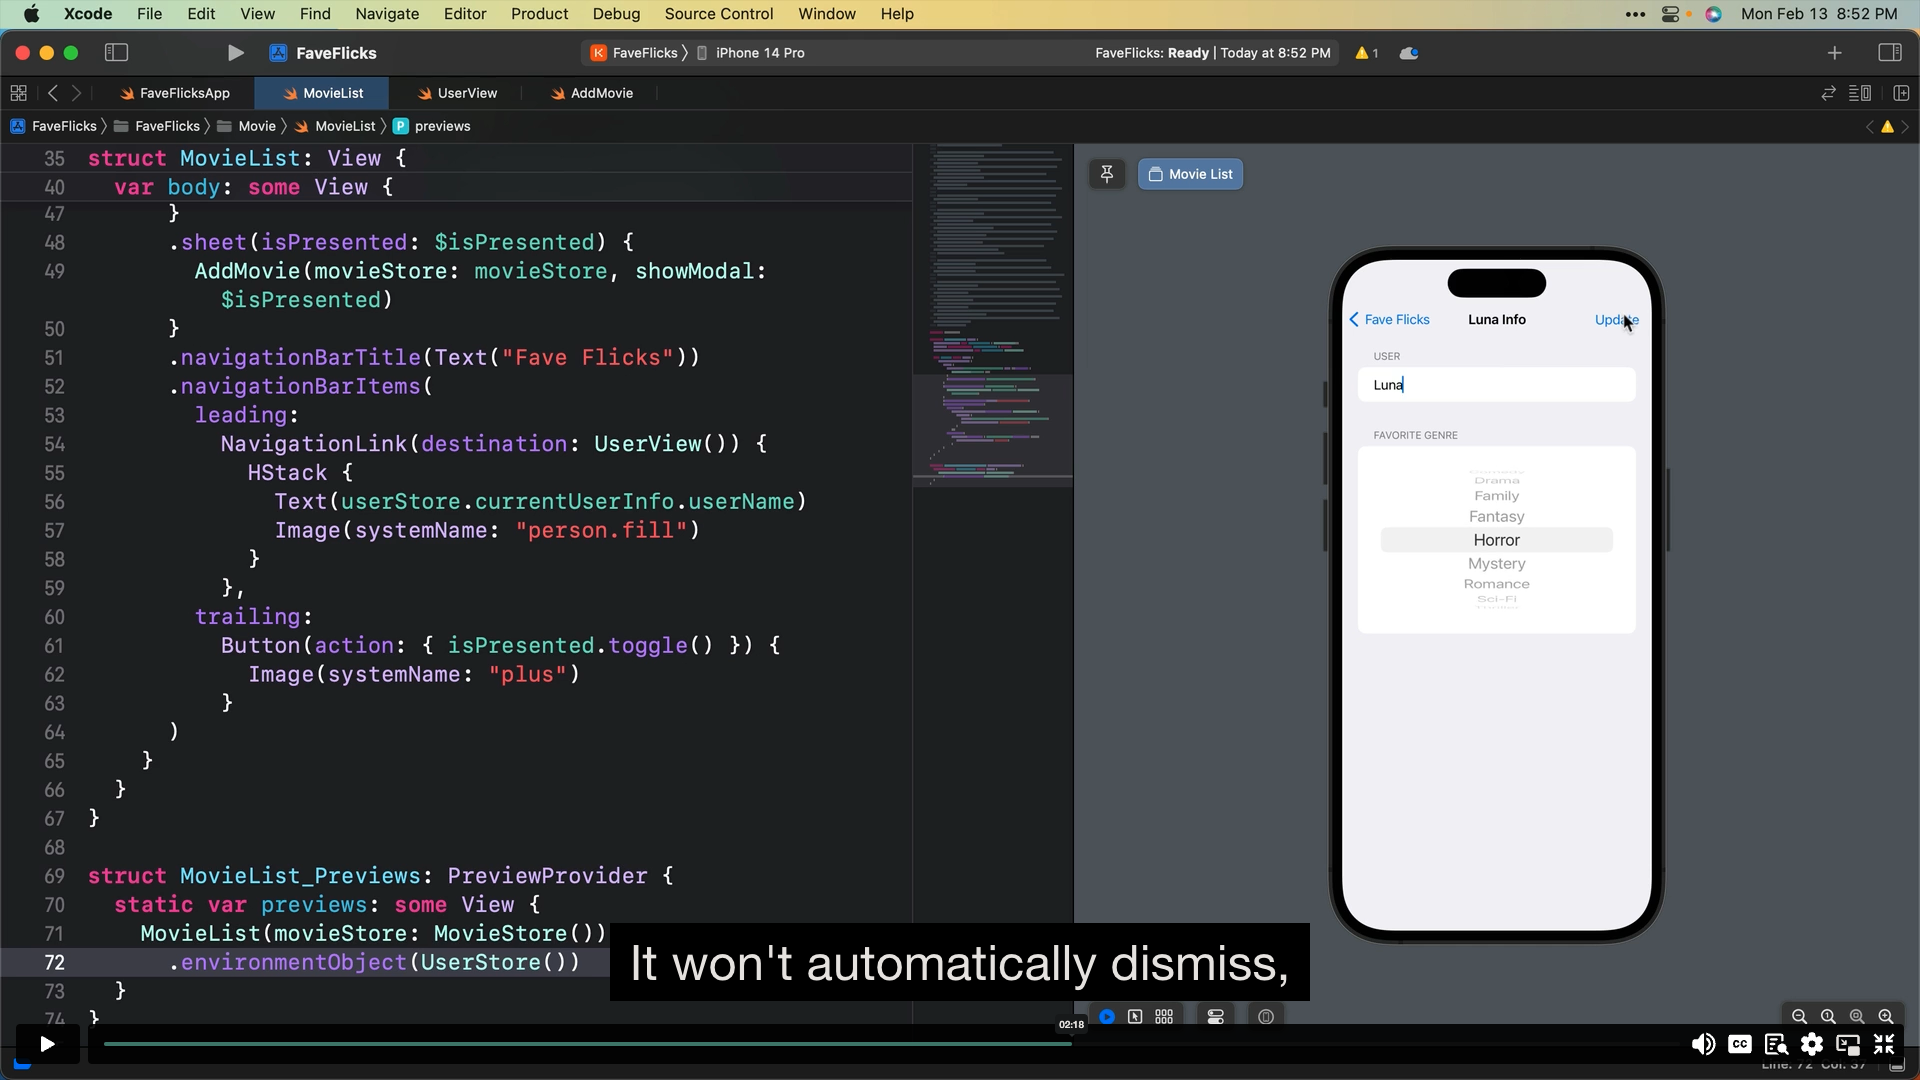 Xcode File Edit View Find Navigate Editor Product Debug Source Control Window Help Mon Feb 13 8:52 PM
FaveFlicks FaveFlicks iPhone 14 Pro FaveFlicks: Ready | Today at 8:52 PM 1
FaveFlicksApp MovieList UserView AddMovie
FaveFlicks FaveFlicks Movie MovieList P previews
35 struct MovieList: View {
40 var body: some View {
47 }
48 .sheet(isPresented: $isPresented) {
49 AddMovie(movieStore: movieStore, showModal:
$isPresented)
50 }
51 .navigationBarTitle(Text("Fave Flicks"))
52 .navigationBarItems(
53 leading:
54 NavigationLink(destination: UserView()) {
55 HStack {
56 Text(userStore.currentUserInfo.userName)
57 Image(systemName: "person.fill")
58 }
59 },
60 trailing:
61 Button(action: { isPresented.toggle() }) {
62 Image(systemName: "plus")
63 }
64 )
65 }
66 }
67 }
68
69 struct MovieList_Previews: PreviewProvider {
70 static var previews: some View {
71 MovieList(movieStore: MovieStore())
72 .environmentObject(UserStore())
73 }
74 }
Movie List
Fave Flicks Luna Info Update
USER
Luna
FAVORITE GENRE
Comedy
Drama
Family
Fantasy
Horror
Mystery
Romance
Sci-Fi
It won't automatically dismiss,
02:18
CC
Line: 72 Col: 37